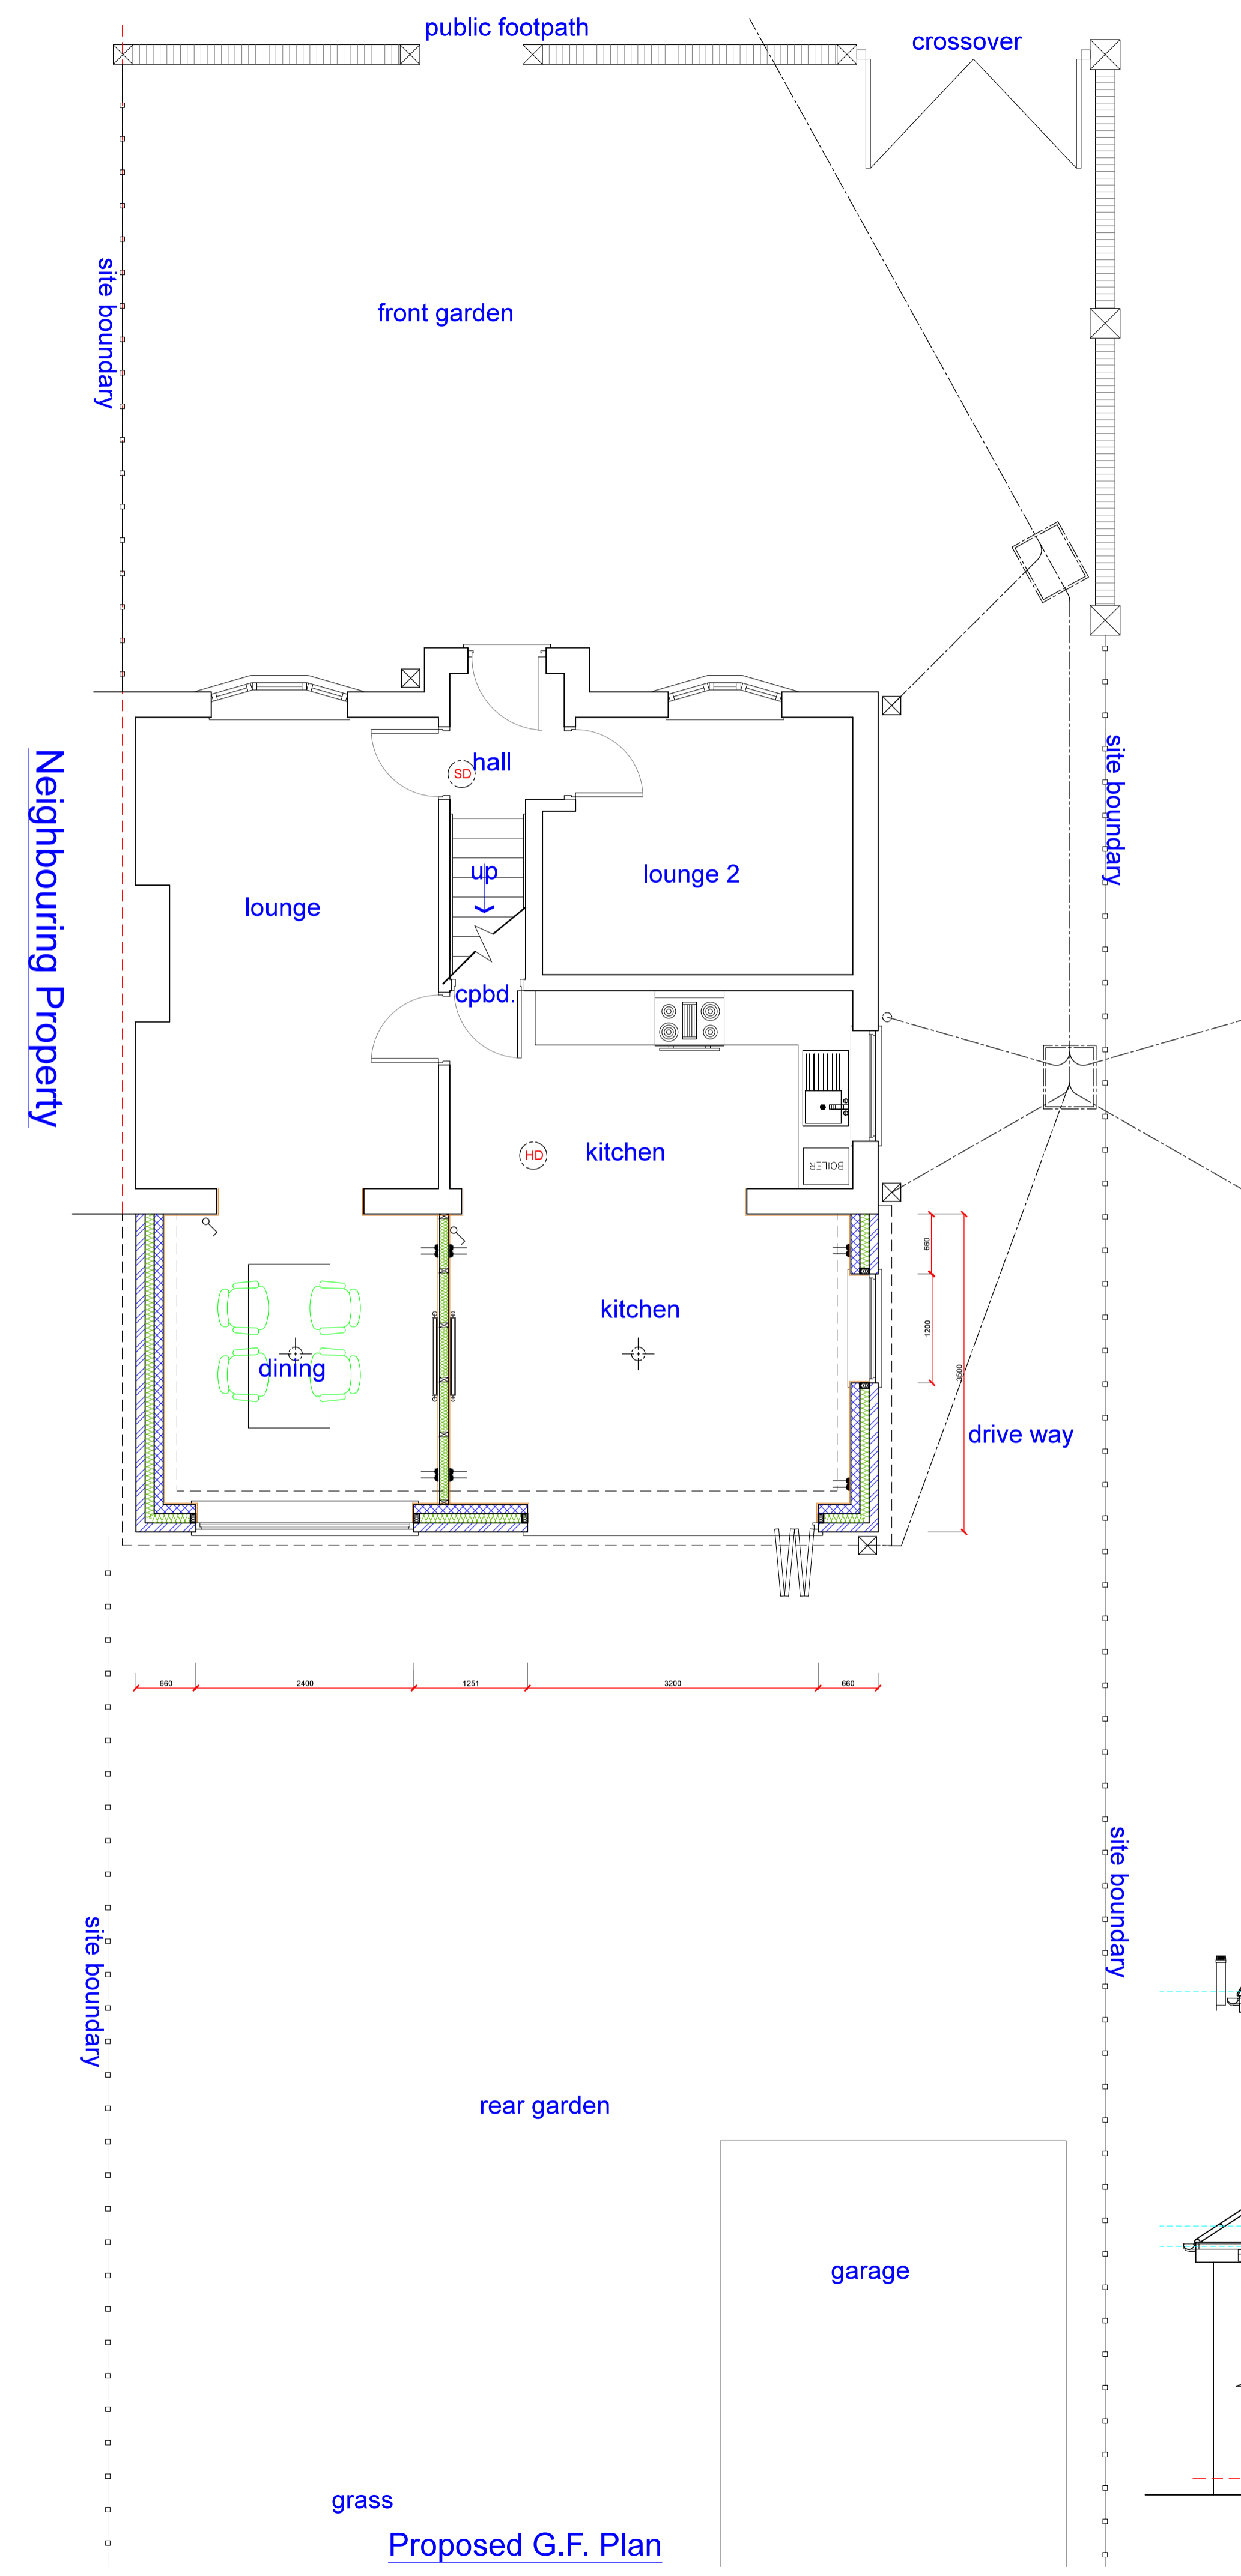 public footpath
crossover
site boundary
front garden
Neighbouring Property
hall
SD
site boundary
up
lounge 2
lounge
cpbd.
HD
kitchen
BOILER
660
kitchen
1200
dining
3500
drive way
660
2400
1251
3200
660
site boundary
site boundary
rear garden
garage
grass
Proposed G.F. Plan